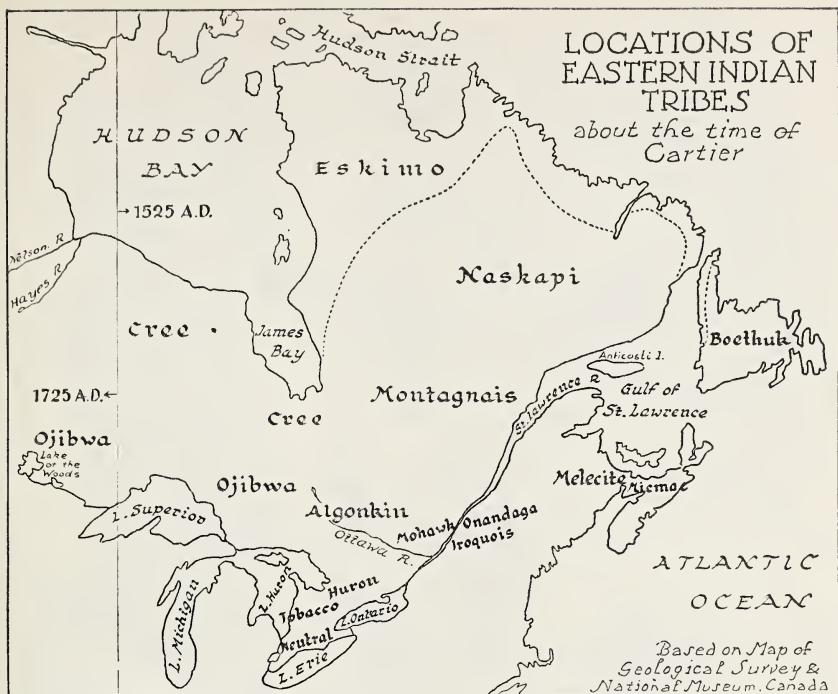 LOCATIONS OF
EASTERN INDIAN
TRIBES
about the time of
Cartier
Hudson Strait
HUDSON
BAY
Eskimo
→1525 A.D.
Nelson. R
Hayes R
Naskapi
Cree
James
Bay
Boethuk
Anticosti I.
1725 A.D.←
Montagnais
Gulf of
St. Lawrence
St. Lawrence R
Cree
Ojibwa
Lake
of the
Woods
Ojibwa
Melecite
Micmac
L. Superior
Algonkin
Mohawk
Onandaga
Iroquois
Ottawa R.
ATLANTIC
OCEAN
L. Michigan
L. Huron
Huron
Tobacco
L. Ontario
Neutral
L. Erie
Based on Map of
Geological Survey &
National Museum, Canada